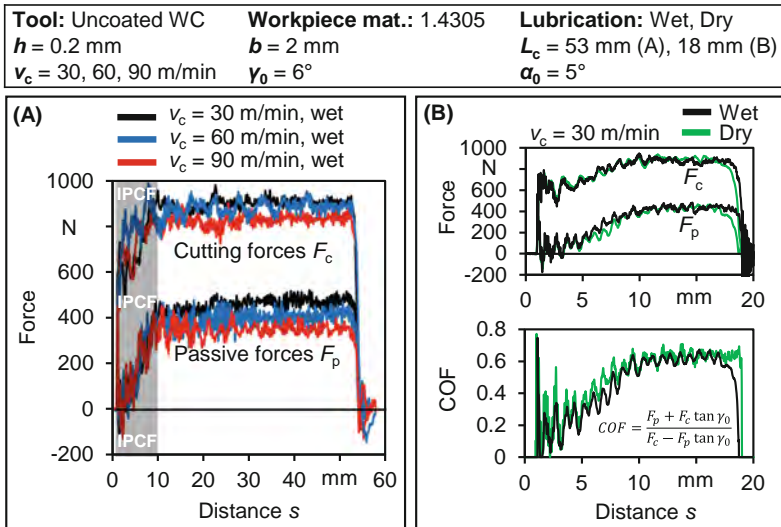 Tool: Uncoated WC Workpiece mat.: 1.4305 Lubrication: Wet, Dry
h = 0.2 mm b = 2 mm Lc = 53 mm (A), 18 mm (B)
vc = 30, 60, 90 m/min γ0 = 6° α0 = 5°
(A)
vc = 30 m/min, wet
vc = 60 m/min, wet
vc = 90 m/min, wet
1000
N
600
400
200
0
-200
Force
IPCF
Cutting forces Fc
IPCF
Passive forces Fp
IPCF
0 10 20 30 40 mm 60
Distance s
(B)
Wet
vc = 30 m/min Dry
1000
N
600
400
200
0
-200
Force
Fc
Fp
0 5 10 mm 20
0.8
0.6
0.4
0.2
0
COF
COF = (Fp + Fc tan γ0) / (Fc − Fp tan γ0)
0 5 10 mm 20
Distance s